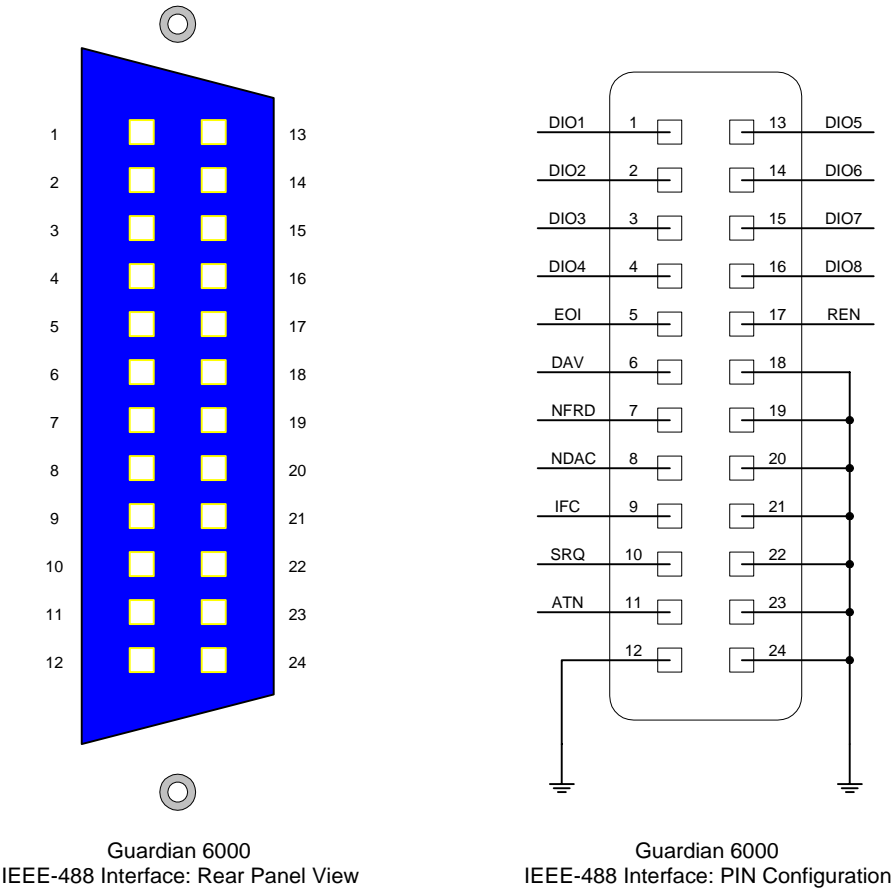 1 13
2 14
3 15
4 16
5 17
6 18
7 19
8 20
9 21
10 22
11 23
12 24
Guardian 6000
IEEE-488 Interface: Rear Panel View
DIO1 1 13 DIO5
DIO2 2 14 DIO6
DIO3 3 15 DIO7
DIO4 4 16 DIO8
EOI 5 17 REN
DAV 6 18
NFRD 7 19
NDAC 8 20
IFC 9 21
SRQ 10 22
ATN 11 23
12 24
Guardian 6000
IEEE-488 Interface: PIN Configuration